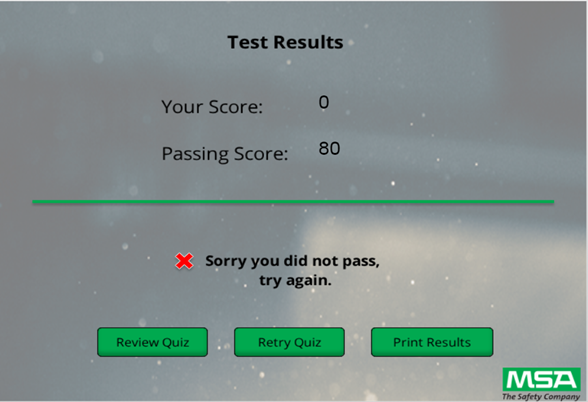 Test Results
Your Score: 0
Passing Score: 80
Sorry you did not pass,
try again.
Review Quiz Retry Quiz Print Results
MSA
The Safety Company